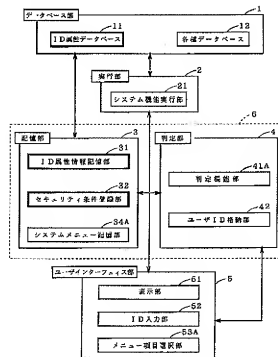 データベース部
1
11
ID属性データベース
12
各種データベース
実行部
2
21
システム機能実行部
6
記憶部
3
31
ID属性情報記憶部
32
セキュリティ条件登録部
34A
システムメニュー記憶部
判定部
4
41A
判定機能部
42
ユーザID格納部
ユーザインターフェイス部
5
51
表示部
52
ID入力部
53A
メニュー項目選択部